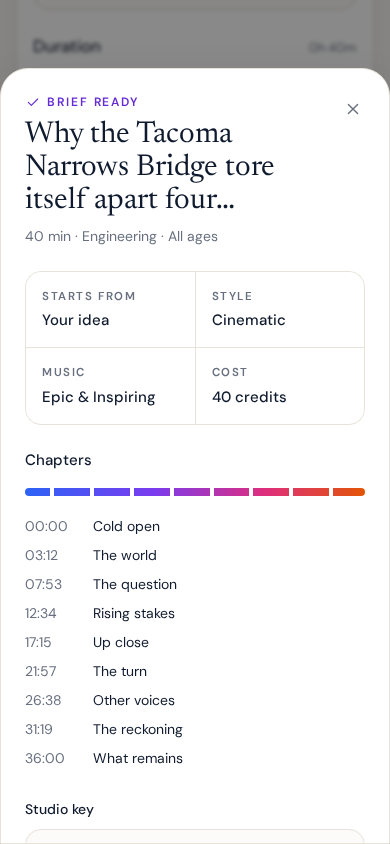 Duration
0h 40m
BRIEF READY
Why the Tacoma
Narrows Bridge tore
itself apart four...
40 min · Engineering · All ages
STARTS FROM
Your idea
STYLE
Cinematic
MUSIC
Epic & Inspiring
COST
40 credits
Chapters
00:00 Cold open
03:12 The world
07:53 The question
12:34 Rising stakes
17:15 Up close
21:57 The turn
26:38 Other voices
31:19 The reckoning
36:00 What remains
Studio key